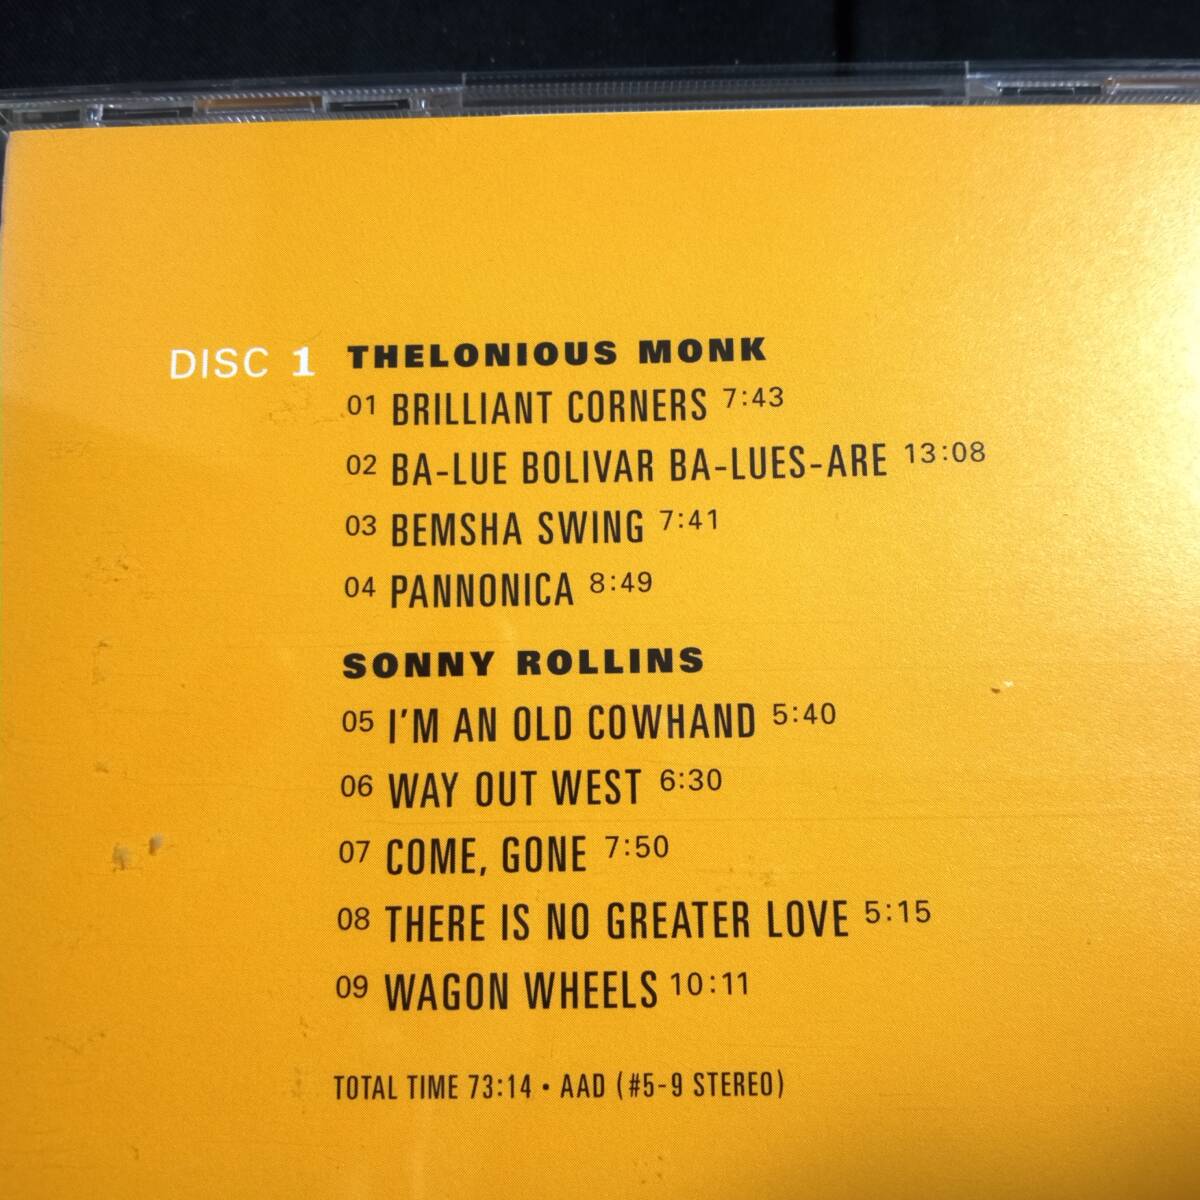 DISC 1 THELONIOUS MONK
01 BRILLIANT CORNERS 7:43
02 BA-LUE BOLIVAR BA-LUES-ARE 13:08
03 BEMSHA SWING 7:41
04 PANNONICA 8:49
SONNY ROLLINS
05 I'M AN OLD COWHAND 5:40
06 WAY OUT WEST 6:30
07 COME, GONE 7:50
08 THERE IS NO GREATER LOVE 5:15
09 WAGON WHEELS 10:11
TOTAL TIME 73:14 • AAD (#5-9 STEREO)